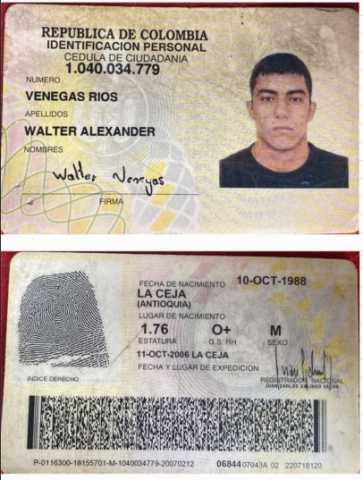 REPUBLICA DE COLOMBIA
IDENTIFICACION PERSONAL
CEDULA DE CIUDADANIA
1.040.034.779
NUMERO
VENEGAS RIOS
APELLIDOS
WALTER ALEXANDER
NOMBRES
Walter Venegas
FIRMA
FECHA DE NACIMIENTO 10-OCT-1988
LA CEJA
(ANTIOQUIA)
LUGAR DE NACIMIENTO
1.76 O+ M
ESTATURA G.S. RH SEXO
11-OCT-2006 LA CEJA
FECHA Y LUGAR DE EXPEDICION
REGISTRADOR NACIONAL
INDICE DERECHO
P-0116300-18155701-M-1040034779-20070212 0684407043A 02 220718120